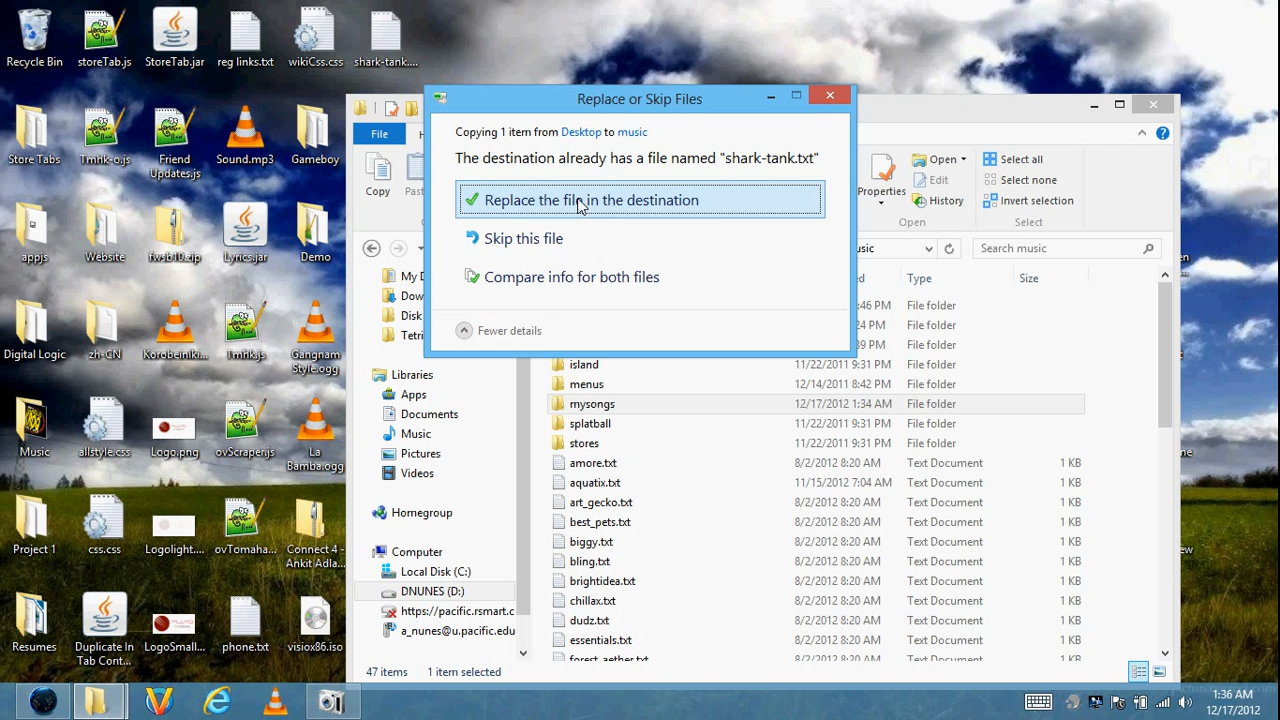 Recycle Bin
storeTab.js
StoreTab.jar
reg links.txt
wikiCss.css
shark-tank....
Store Tabs
Tmhk-o.js
Friend
Updates.js
Sound.mp3
Gameboy
appjs
Website
fwsb10.zip
Lyrics.jar
Demo
Digital Logic
zh-CN
Korobeiniki...
Tmhk.js
Gangnam
Style.ogg
Music
allstyle.css
Logo.png
ovScraper.js
La
Bamba.ogg
Project 1
css.css
Logolight....
ovTomaha...
Connect 4 -
Ankit Adla...
Resumes
Duplicate In
Tab Cont...
LogoSmall...
phone.txt
visiox86.iso
Replace or Skip Files
Copying 1 item from Desktop to music
The destination already has a file named "shark-tank.txt"
Replace the file in the destination
Skip this file
Compare info for both files
Fewer details
File
Copy
Properties
Open
Edit
History
Open
Select all
Select none
Invert selection
Select
Search music
Type
Size
File folder
File folder
File folder
island 11/22/2011 9:31 PM File folder
menus 12/14/2011 8:42 PM File folder
mysongs 12/17/2012 1:34 AM File folder
splatball 11/22/2011 9:31 PM File folder
stores 11/22/2011 9:31 PM File folder
amore.txt 8/2/2012 8:20 AM Text Document 1 KB
aquatix.txt 11/15/2012 7:04 AM Text Document 1 KB
art_gecko.txt 8/2/2012 8:20 AM Text Document 1 KB
best_pets.txt 8/2/2012 8:20 AM Text Document 1 KB
biggy.txt 8/2/2012 8:20 AM Text Document 1 KB
bling.txt 8/2/2012 8:20 AM Text Document 1 KB
brightidea.txt 8/2/2012 8:20 AM Text Document 1 KB
chillax.txt 8/2/2012 8:20 AM Text Document 1 KB
dudz.txt 8/2/2012 8:20 AM Text Document 1 KB
essentials.txt 8/2/2012 8:20 AM Text Document 1 KB
forest_aether.txt 8/2/2012 8:20 AM Text Document 1 KB
Libraries
Apps
Documents
Music
Pictures
Videos
Homegroup
Computer
Local Disk (C:)
DNUNES (D:)
https://pacific.rsmart.c
a_nunes@u.pacific.edu
47 items 1 item selected
1:36 AM
12/17/2012